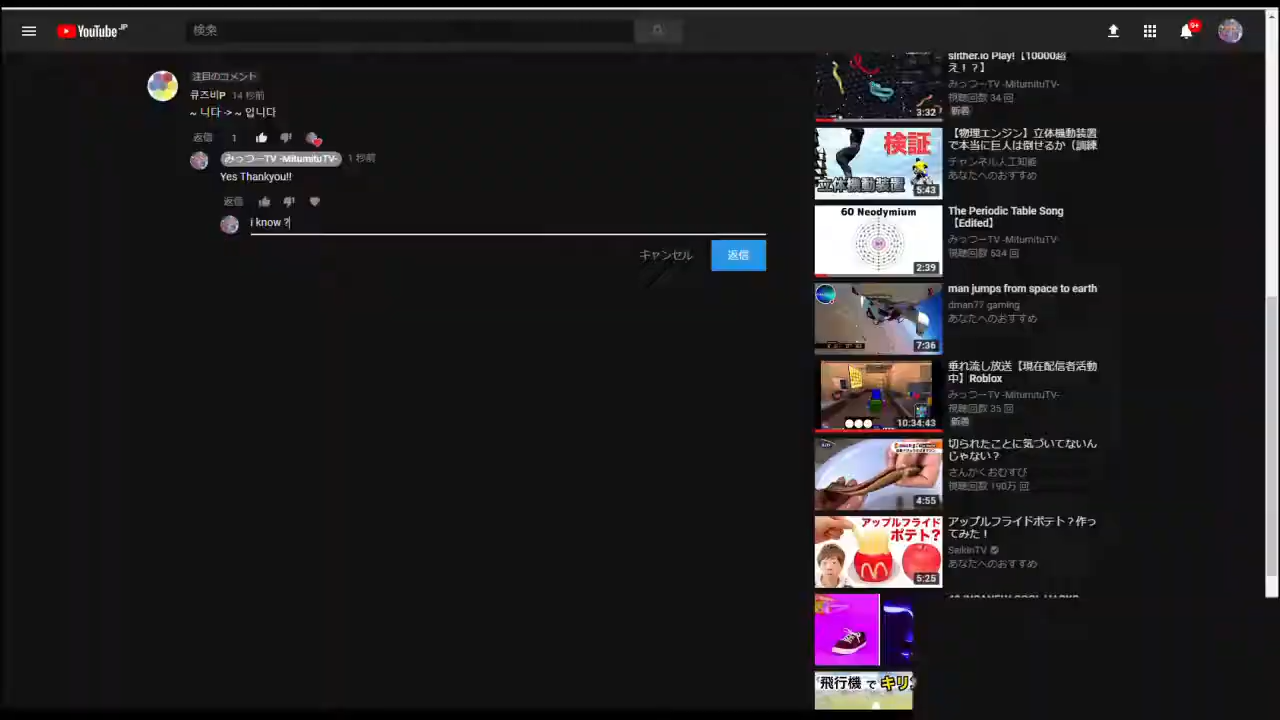 YouTube JP
検索
9+
注目のコメント
큐즈비P 14 秒前
~ 니다 -> ~ 입니다
返信 1
みっつーTV -MitumituTV- 1 秒前
Yes Thankyou!!
返信
i know ?
キャンセル
返信
slither.io Play!【10000超
え！？】
みっつーTV -MitumituTV-
視聴回数 34 回
新着
3:32
検証
立体機動装置
5:43
【物理エンジン】立体機動装置
で本当に巨人は倒せるか（訓練
チャンネル人工知能
あなたへのおすすめ
60 Neodymium
2:39
The Periodic Table Song
【Edited】
みっつーTV -MitumituTV-
視聴回数 634 回
7:36
man jumps from space to earth
dman77 gaming
あなたへのおすすめ
10:34:43
垂れ流し放送【現在配信者活動
中】Roblox
みっつーTV -MitumituTV-
視聴回数 35 回
新着
4:55
切られたことに気づいてないん
じゃない？
さんかくおむすび
視聴回数 190万 回
アップルフライド
ポテト?
5:25
アップルフライドポテト？作っ
てみた！
SeikinTV
あなたへのおすすめ
飛行機 で キリ